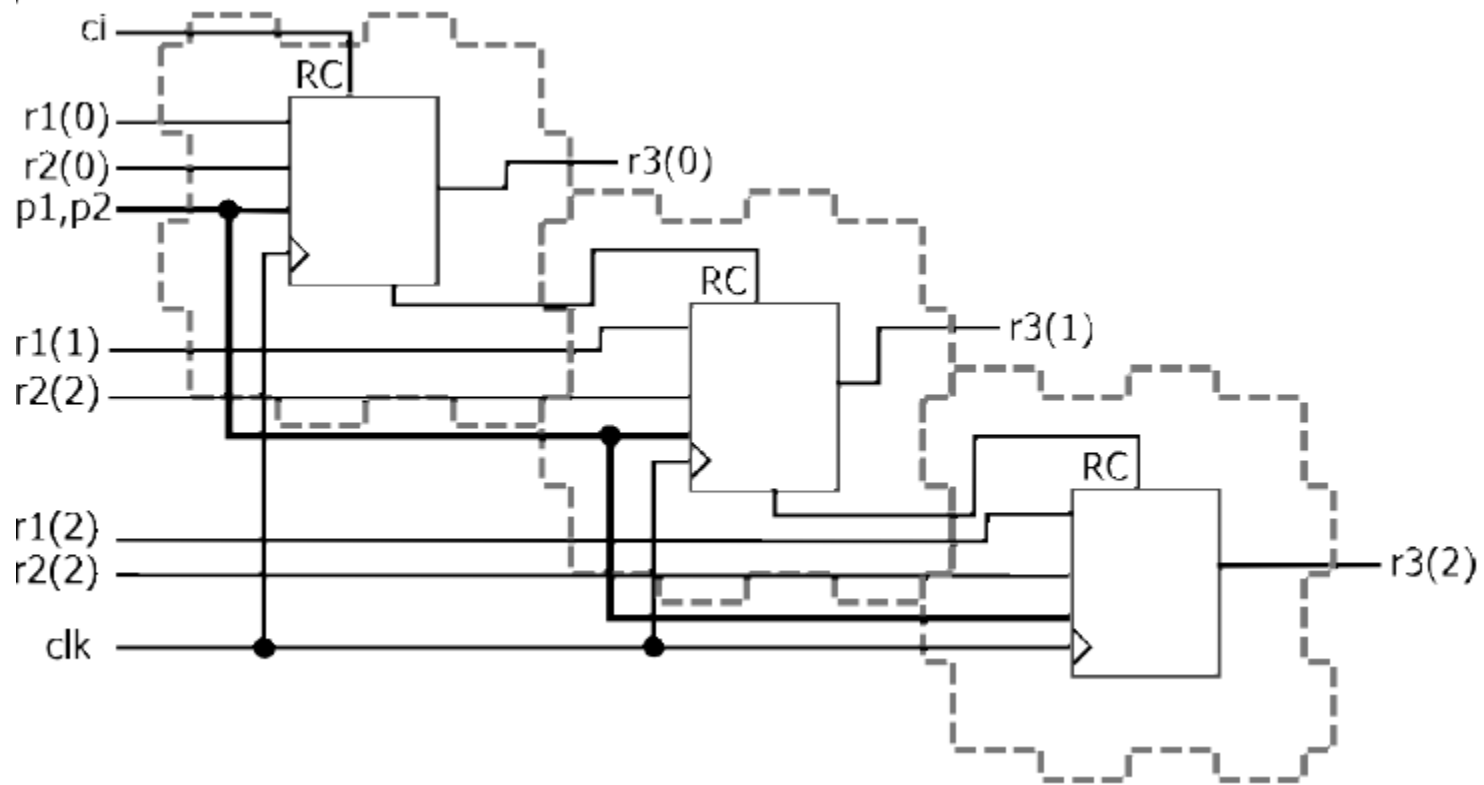 ci
RC
r1(0)
r2(0)
r3(0)
p1,p2
RC
r1(1)
r3(1)
r2(2)
RC
r1(2)
r2(2)
r3(2)
clk